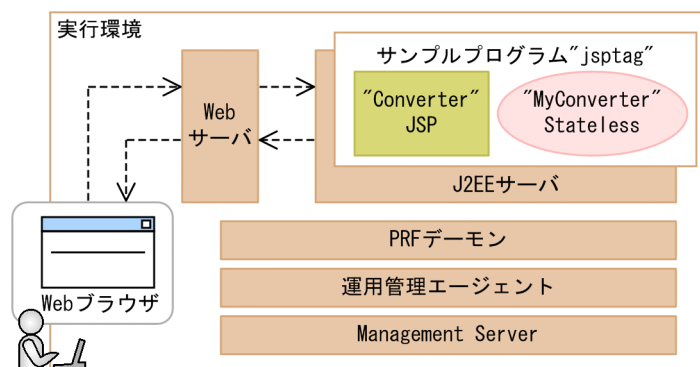 実行環境
サンプルプログラム"jsptag"
"Converter"
JSP
"MyConverter"
Stateless
Web
サーバ
J2EEサーバ
PRFデーモン
運用管理エージェント
Management Server
Webブラウザ